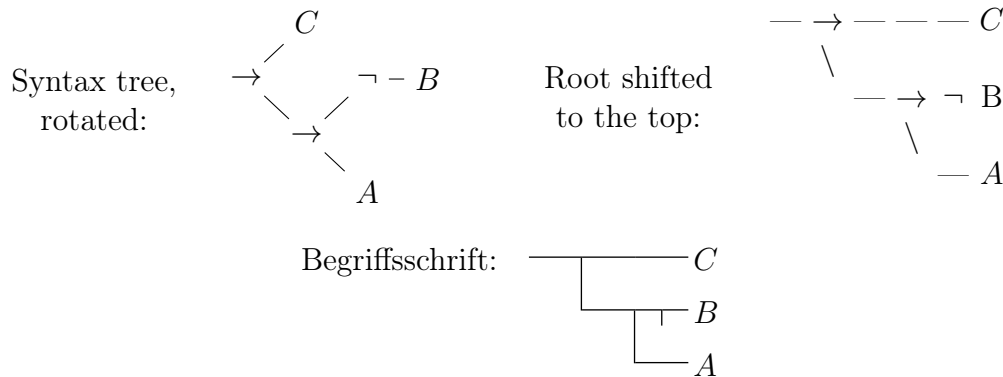 Syntax tree,
rotated:
C
→
¬ – B
→
A
Root shifted
to the top:
— → — — — C
— → ¬ B
— A
Begriffsschrift:
C
B
A